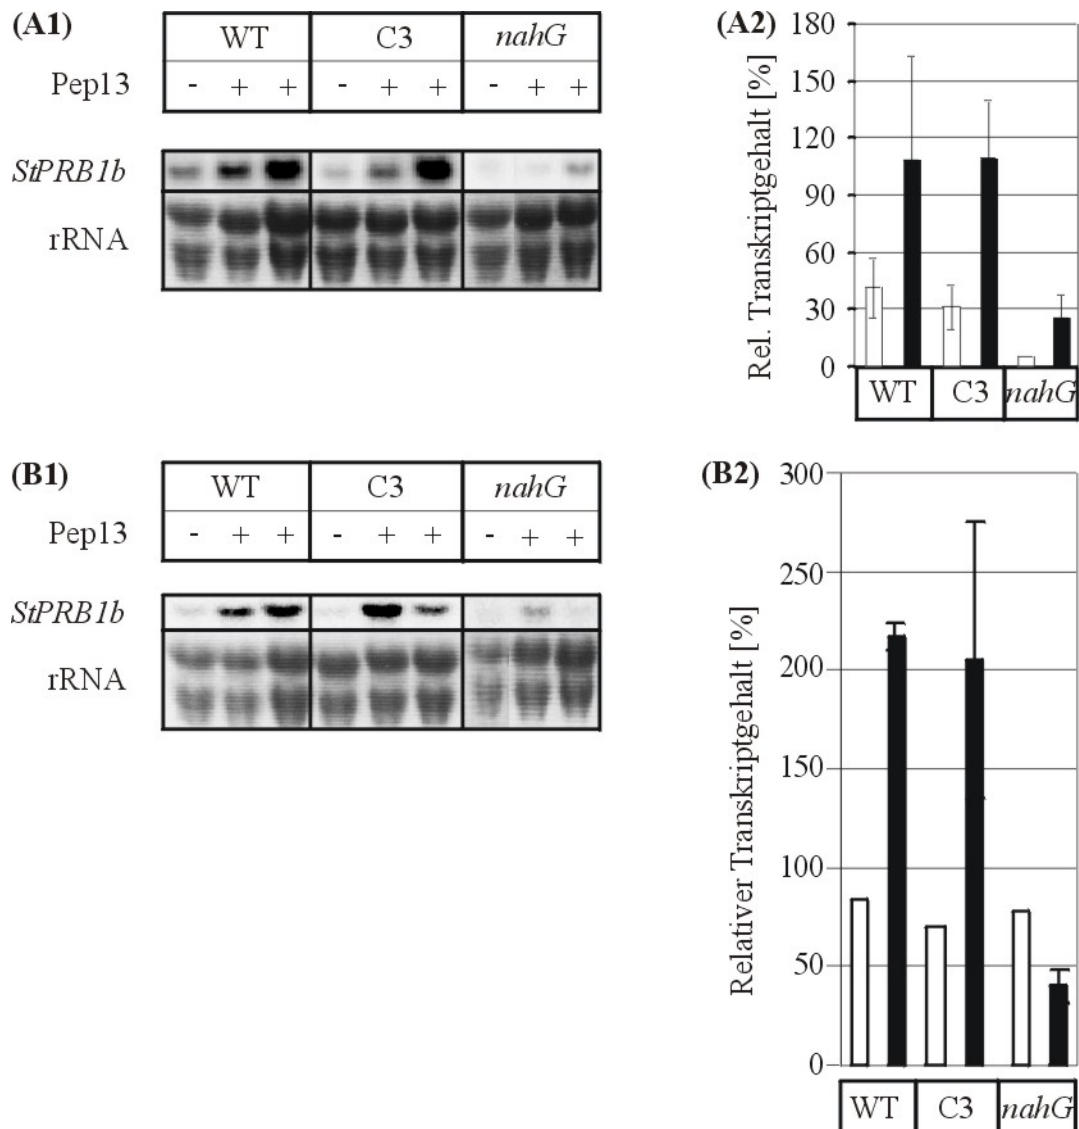 (A1)
WT C3 nahG
Pep13 - + + - + + - + +
StPRB1b
rRNA
(A2)
Rel. Transkriptgehalt [%]
180
150
120
90
60
30
0
WT C3 nahG
(B1)
WT C3 nahG
Pep13 - + + - + + - + +
StPRB1b
rRNA
(B2)
Relativer Transkriptgehalt [%]
300
250
200
150
100
50
0
WT C3 nahG